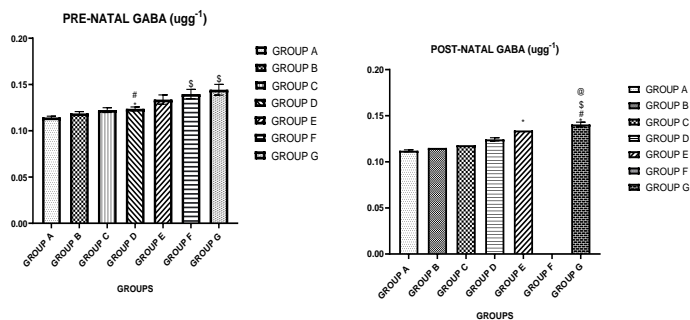 PRE-NATAL GABA (ugg-1)
0.20
0.15
0.10
0.05
0.00
#
*
$
$
GROUP A
GROUP B
GROUP C
GROUP D
GROUP E
GROUP F
GROUP G
GROUPS
GROUP A
GROUP B
GROUP C
GROUP D
GROUP E
GROUP F
GROUP G
POST-NATAL GABA (ugg-1)
0.20
0.15
0.10
0.05
0.00
*
@
$
#
GROUP A
GROUP B
GROUP C
GROUP D
GROUP E
GROUP F
GROUP G
GROUPS
GROUP A
GROUP B
GROUP C
GROUP D
GROUP E
GROUP F
GROUP G